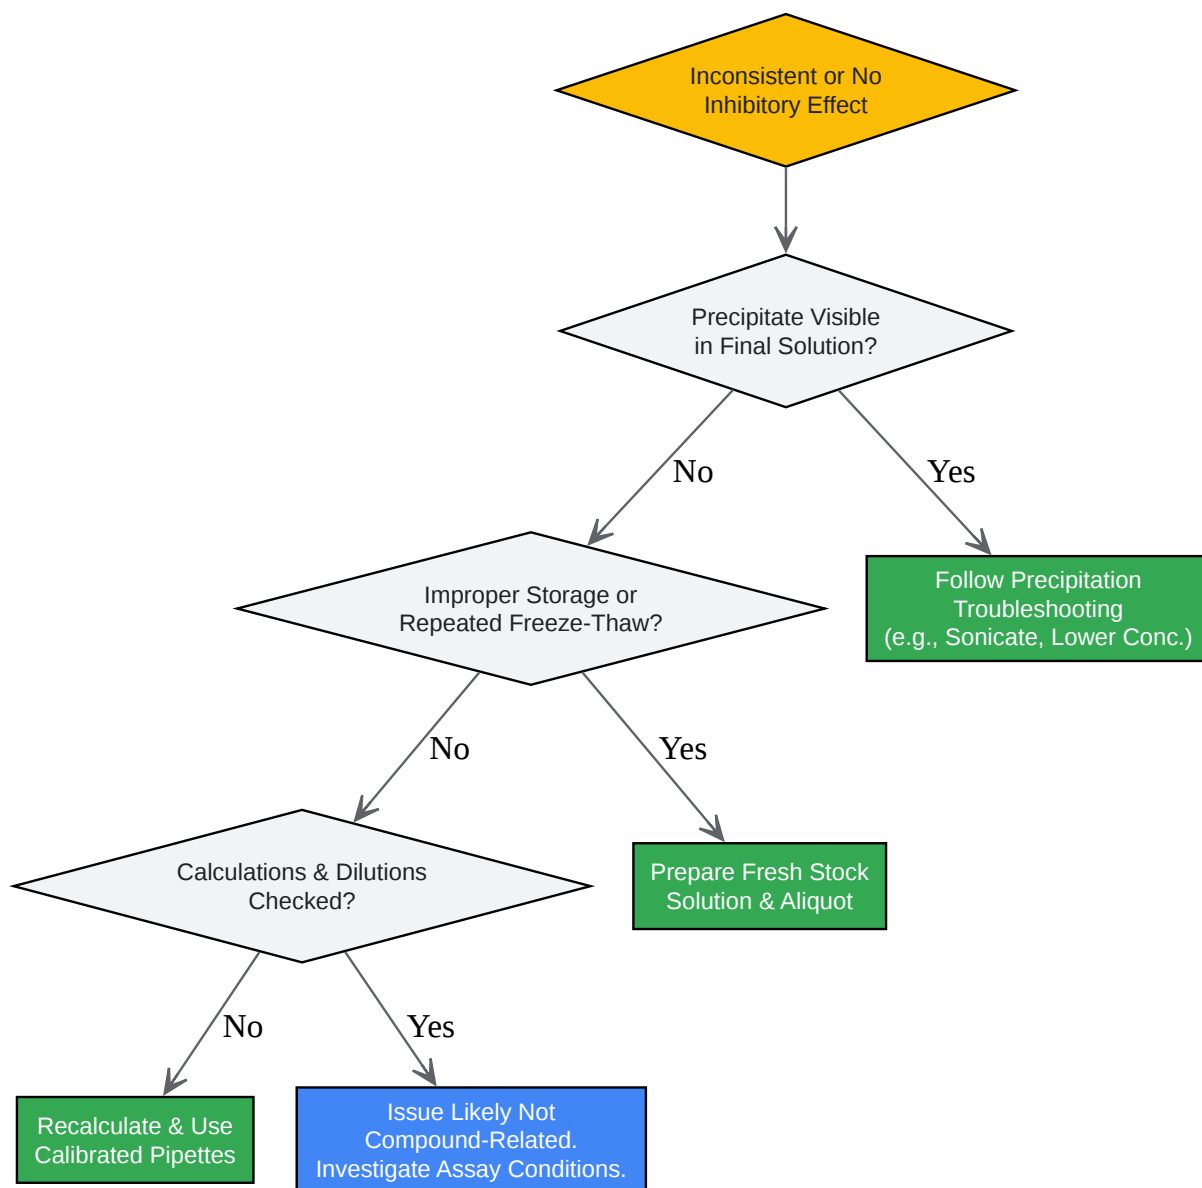 Inconsistent or No
Inhibitory Effect
Precipitate Visible
in Final Solution?
No
Yes
Improper Storage or
Repeated Freeze-Thaw?
Follow Precipitation
Troubleshooting
(e.g., Sonicate, Lower Conc.)
No
Yes
Calculations & Dilutions
Checked?
Prepare Fresh Stock
Solution & Aliquot
No
Yes
Recalculate & Use
Calibrated Pipettes
Issue Likely Not
Compound-Related.
Investigate Assay Conditions.